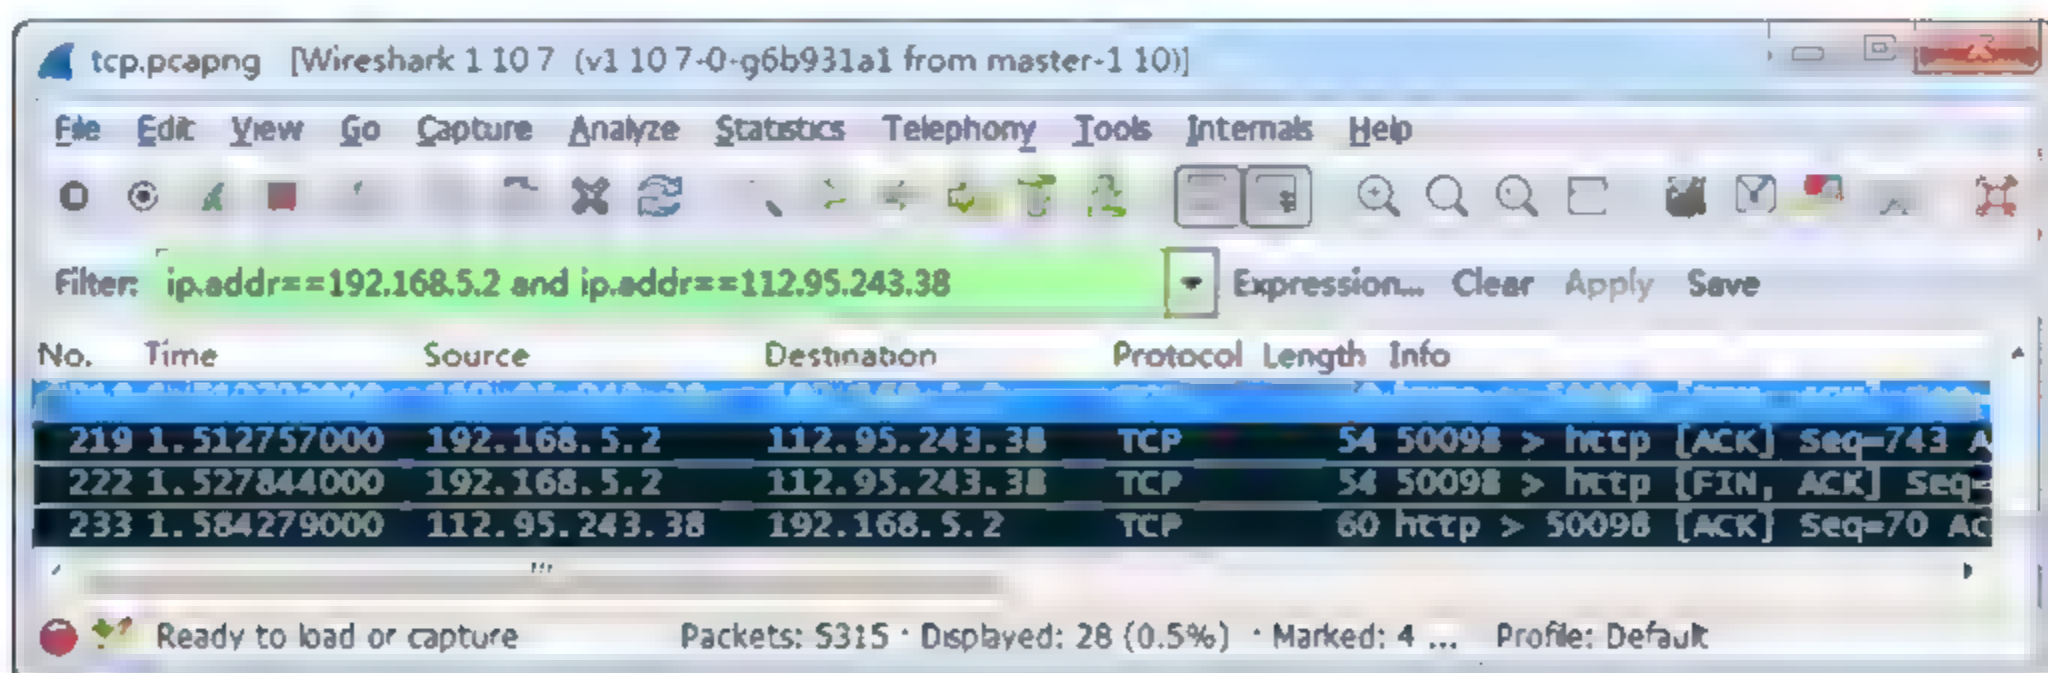 tcp.pcapng [Wireshark 1 10 7 (v1 10 7-0-g6b931a1 from master-1 10)]
File Edit View Go Capture Analyze Statistics Telephony Tools Internals Help
Filter: ip.addr==192.168.5.2 and ip.addr==112.95.243.38 Expression... Clear Apply Save
No. Time Source Destination Protocol Length Info
219 1.512757000 192.168.5.2 112.95.243.38 TCP 54 50098 > http [ACK] Seq=743 A
222 1.527844000 192.168.5.2 112.95.243.38 TCP 54 50098 > http [FIN, ACK] Seq=
233 1.584279000 112.95.243.38 192.168.5.2 TCP 60 http > 50098 [ACK] Seq=70 Ac
Ready to load or capture Packets: 5315 · Displayed: 28 (0.5%) · Marked: 4 ... Profile: Default